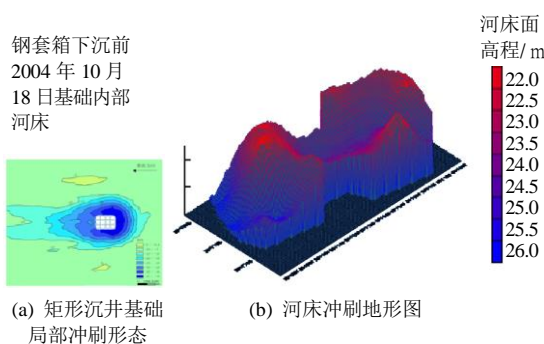 钢套箱下沉前
2004 年 10 月
18 日基础内部
河床
河床面
高程/ m
22.0
22.5
23.0
23.5
24.0
24.5
25.0
25.5
26.0
(a) 矩形沉井基础
局部冲刷形态
(b) 河床冲刷地形图